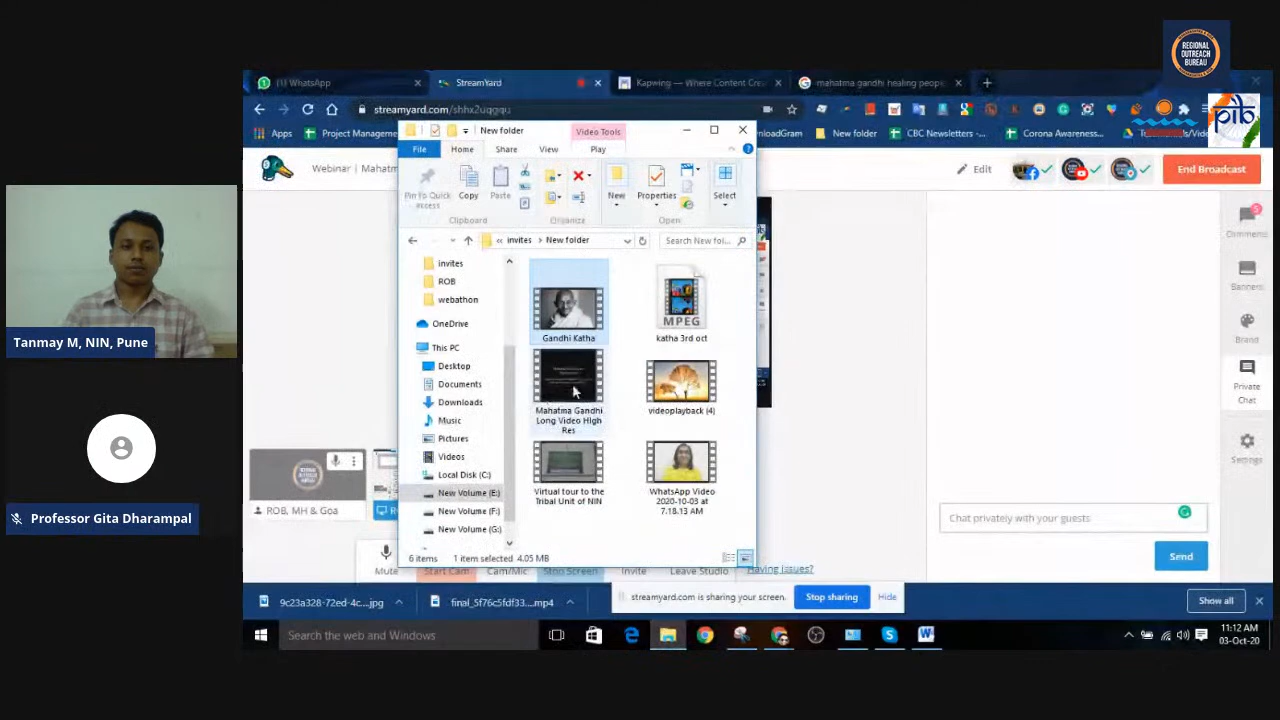 REGIONAL
OUTREACH
BUREAU
pib
(1) WhatsApp
StreamYard
Kapwing — Where Content Cre
mahatma gandhi healing peopl
streamyard.com/shhx2uqgqu
Apps
Project Manageme
nloadGram
New folder
CBC Newsletters -...
Corona Awareness...
New folder
Video Tools
File
Home
Share
View
Play
Webinar | Mahatm
Edit
End Broadcast
Pin to Quick
access
Copy
Paste
New
Properties
Select
Clipboard
Organize
Open
« invites > New folder
Search New fol...
Comments
Banners
Brand
Private
Chat
Settings
invites
ROB
webathon
OneDrive
This PC
Desktop
Documents
Downloads
Music
Pictures
Videos
Local Disk (C:)
New Volume (E:)
New Volume (F:)
New Volume (G:)
Gandhi Katha
MPEG
katha 3rd oct
Mahatma Gandhi
Long Video High
Res
videoplayback (4)
Virtual tour to the
Tribal Unit of NIN
WhatsApp Video
2020-10-03 at
7.18.13 AM
Tanmay M, NIN, Pune
Professor Gita Dharampal
ROB, MH & Goa
Chat privately with your guests
Send
6 items
1 item selected 4.05 MB
Mute
Start Cam
Cam/Mic
Stop Screen
Invite
Leave Studio
Having issues?
9c23a328-72ed-4c....jpg
final_5f76c5fdf33....mp4
streamyard.com is sharing your screen.
Stop sharing
Hide
Show all
Search the web and Windows
11:12 AM
03-Oct-20